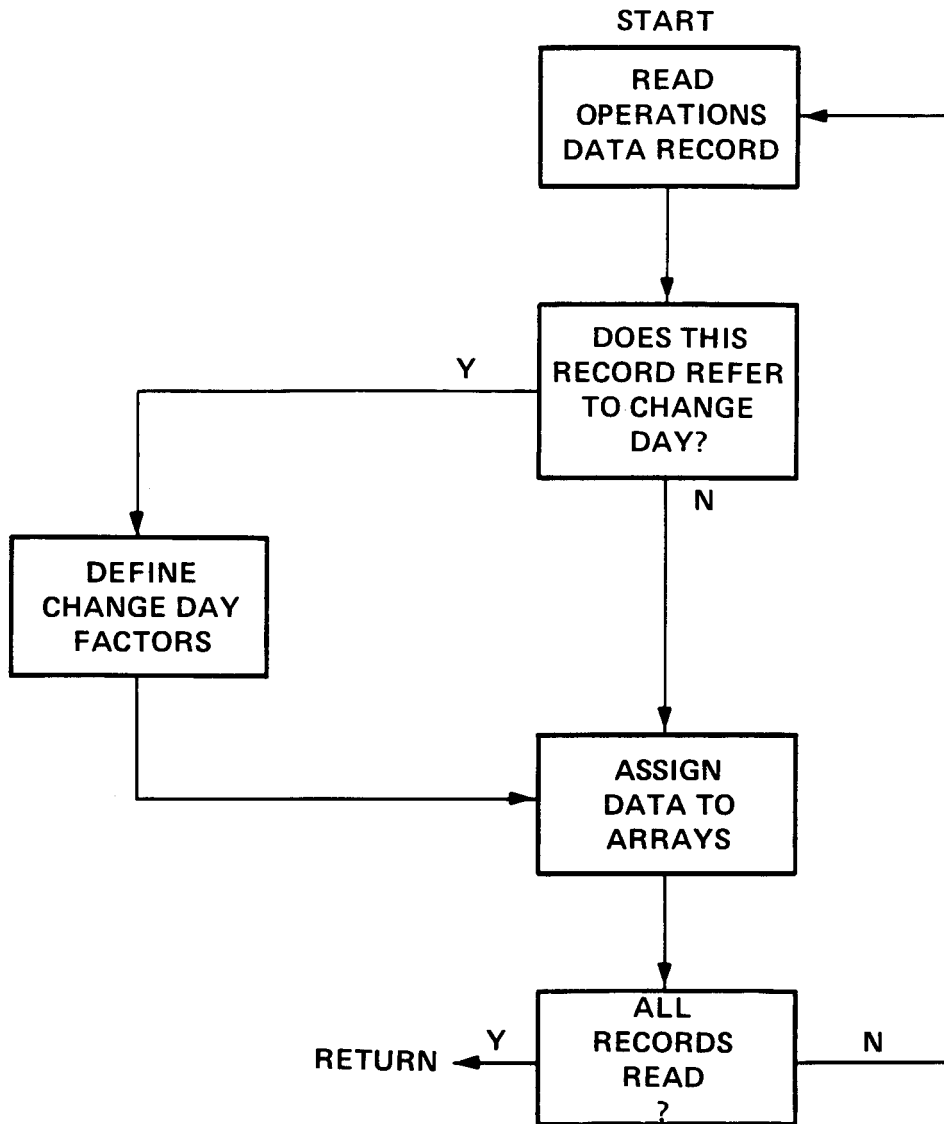 START
READ
OPERATIONS
DATA RECORD
DOES THIS
RECORD REFER
TO CHANGE
DAY?
Y
N
DEFINE
CHANGE DAY
FACTORS
ASSIGN
DATA TO
ARRAYS
ALL
RECORDS
READ
?
Y
RETURN
N